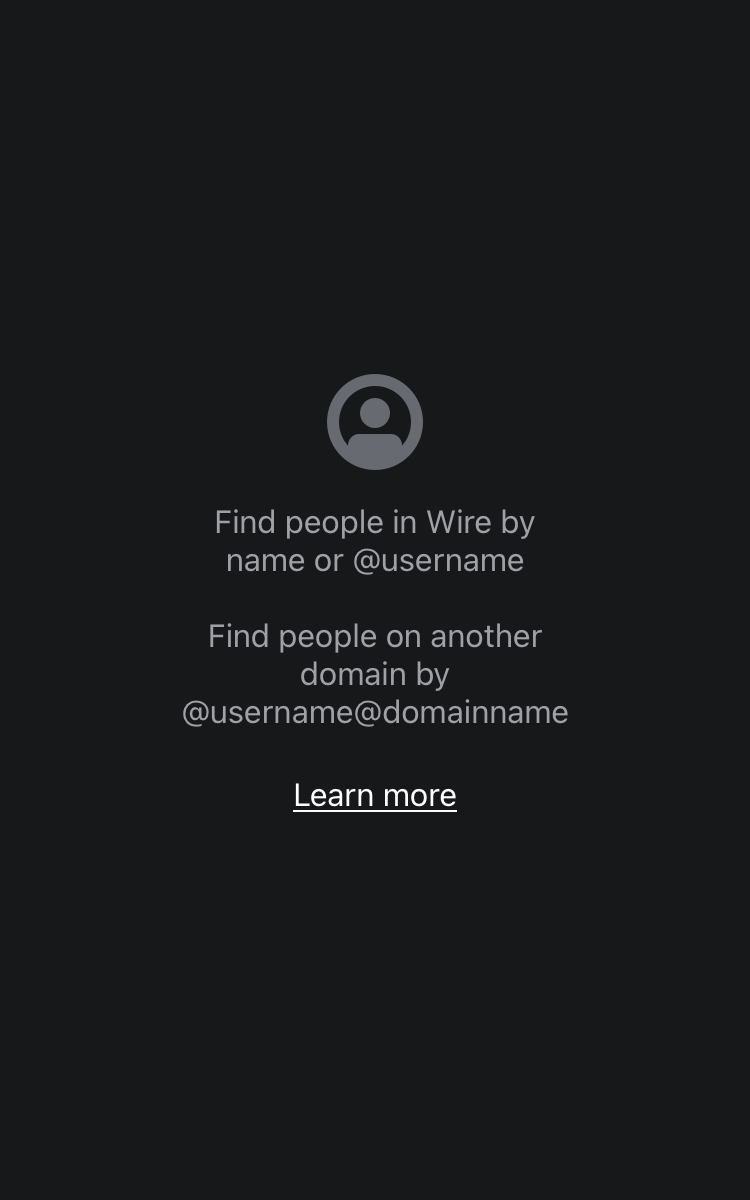 Find people in Wire by
name or @username
Find people on another
domain by
@username@domainname
Learn more